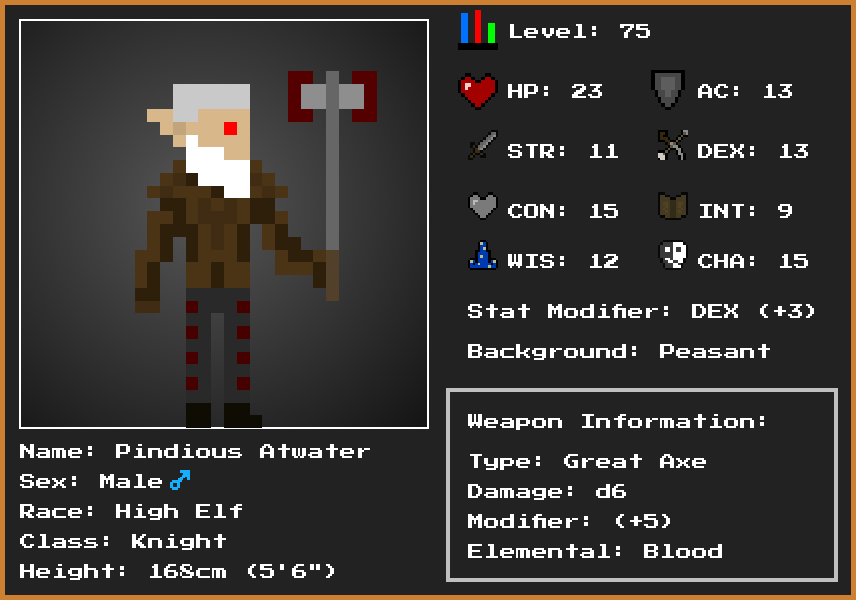 Level: 75
HP: 23 AC: 13
STR: 11 DEX: 13
CON: 15 INT: 9
WIS: 12 CHA: 15
Stat Modifier: DEX (+3)
Background: Peasant
Weapon Information:
Type: Great Axe
Damage: d6
Modifier: (+5)
Elemental: Blood
Name: Pindious Atwater
Sex: Male♂
Race: High Elf
Class: Knight
Height: 168cm (5'6")